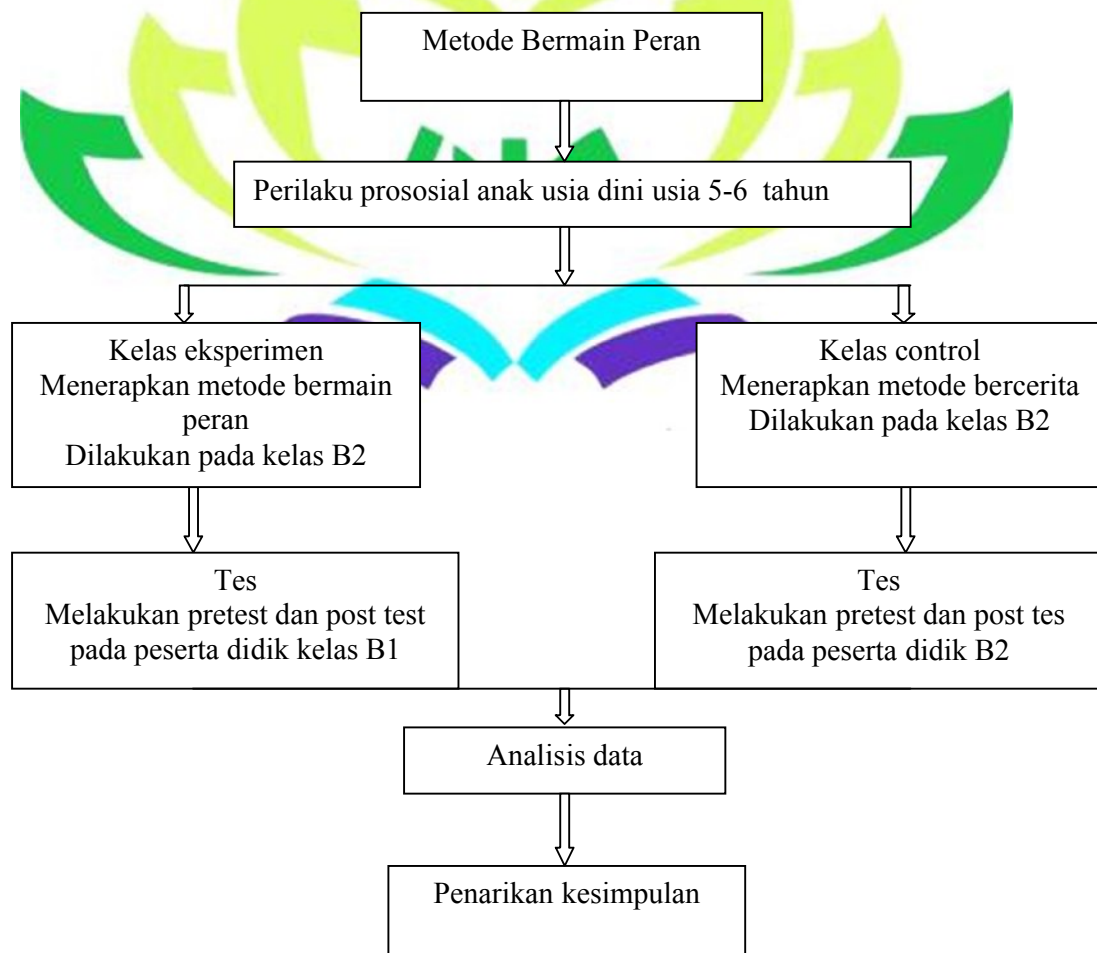 Metode Bermain Peran
Perilaku prososial anak usia dini usia 5-6 tahun
Kelas eksperimen
Menerapkan metode bermain
peran
Dilakukan pada kelas B2
Kelas control
Menerapkan metode bercerita
Dilakukan pada kelas B2
Tes
Melakukan pretest dan post test
pada peserta didik kelas B1
Tes
Melakukan pretest dan post tes
pada peserta didik B2
Analisis data
Penarikan kesimpulan